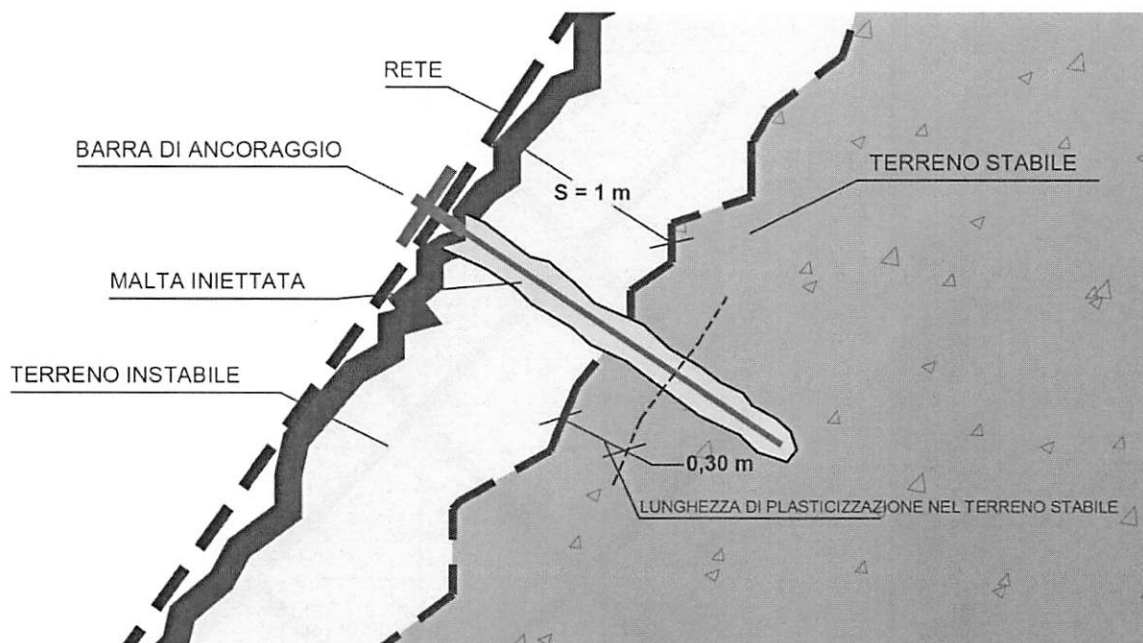 RETE
BARRA DI ANCORAGGIO
TERRENO STABILE
S = 1 m
MALTA INIETTATA
TERRENO INSTABILE
0,30 m
LUNGHEZZA DI PLASTICIZZAZIONE NEL TERRENO STABILE